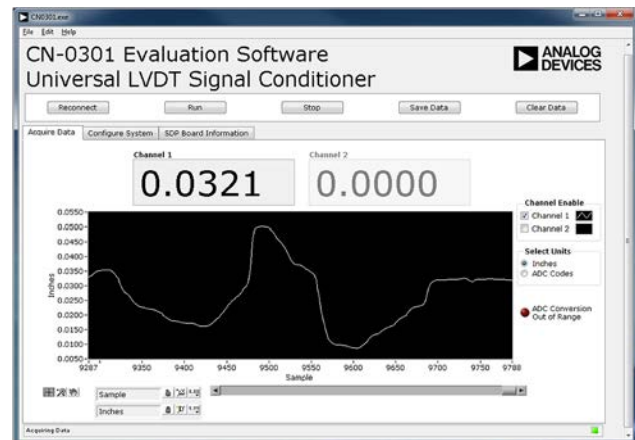 CN0301.exe
File Edit Help
CN-0301 Evaluation Software
Universal LVDT Signal Conditioner
ANALOG
DEVICES
Reconnect Run Stop Save Data Clear Data
Acquire Data Configure System SDP Board Information
Channel 1 Channel 2
0.0321 0.0000
Channel Enable
Channel 1
Channel 2
Select Units
Inches
ADC Codes
ADC Conversion
Out of Range
Inches
0.0550
0.0500
0.0450
0.0400
0.0350
0.0300
0.0250
0.0200
0.0150
0.0100
0.0050
9287 9350 9400 9450 9500 9550 9600 9650 9700 9750 9788
Sample
Sample
Inches
Acquiring Data